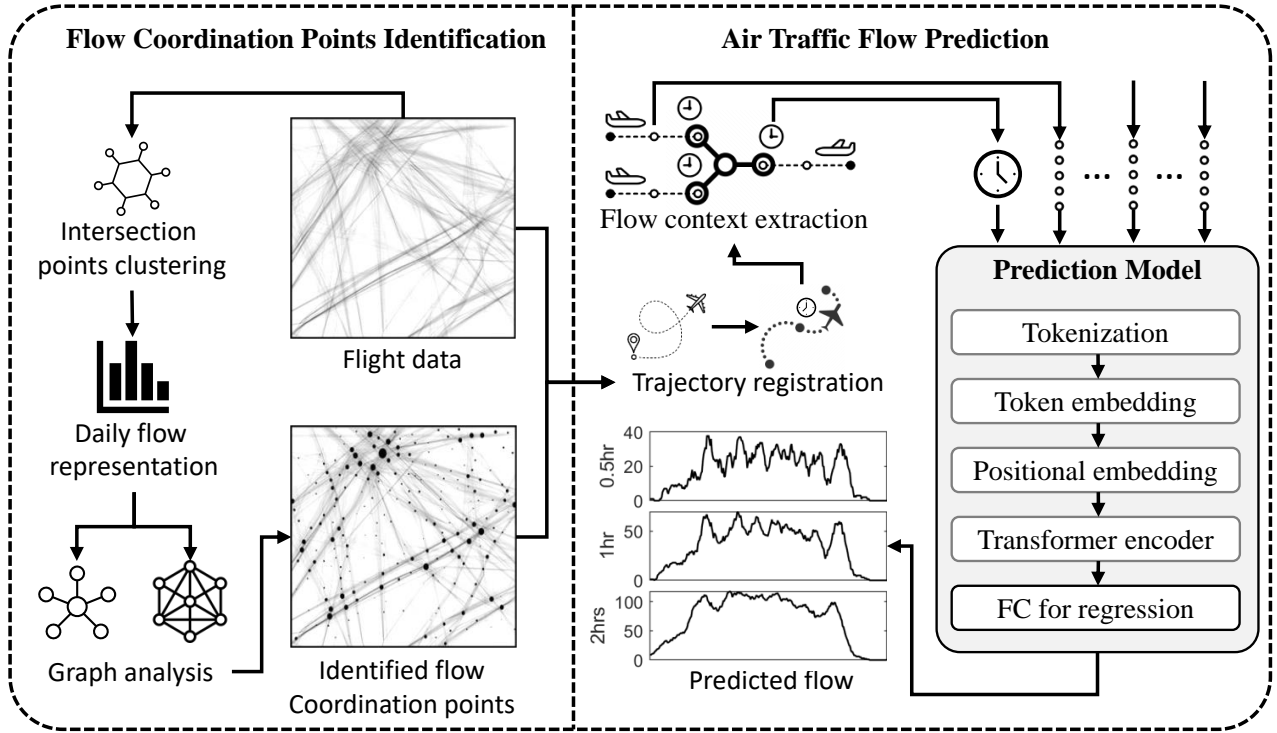 Flow Coordination Points Identification
Intersection
points clustering
Flight data
Daily flow
representation
Graph analysis
Identified flow
Coordination points
Air Traffic Flow Prediction
Flow context extraction
... ...
Trajectory registration
Prediction Model
Tokenization
Token embedding
Positional embedding
Transformer encoder
FC for regression
0.5hr
40
20
0
1hr
50
0
2hrs
100
50
0
Predicted flow